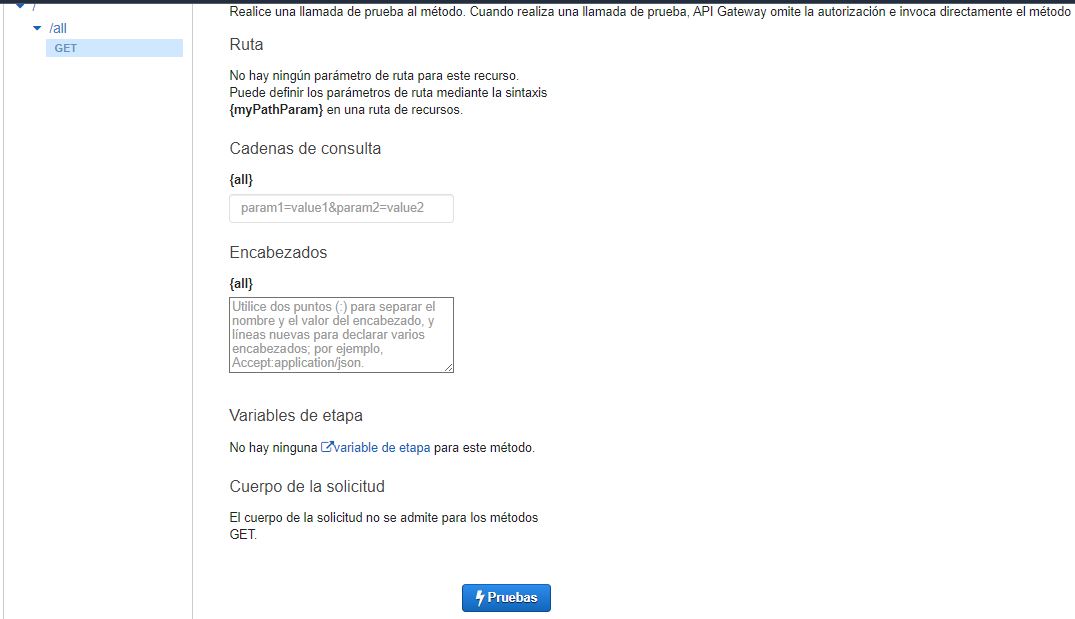 /
Realice una llamada de prueba al método. Cuando realiza una llamada de prueba, API Gateway omite la autorización e invoca directamente el método
/all
GET
Ruta
No hay ningún parámetro de ruta para este recurso.
Puede definir los parámetros de ruta mediante la sintaxis
{myPathParam} en una ruta de recursos.
Cadenas de consulta
{all}
param1=value1&param2=value2
Encabezados
{all}
Utilice dos puntos (:) para separar el
nombre y el valor del encabezado, y
líneas nuevas para declarar varios
encabezados; por ejemplo,
Accept:application/json.
Variables de etapa
No hay ninguna variable de etapa para este método.
Cuerpo de la solicitud
El cuerpo de la solicitud no se admite para los métodos
GET.
Pruebas